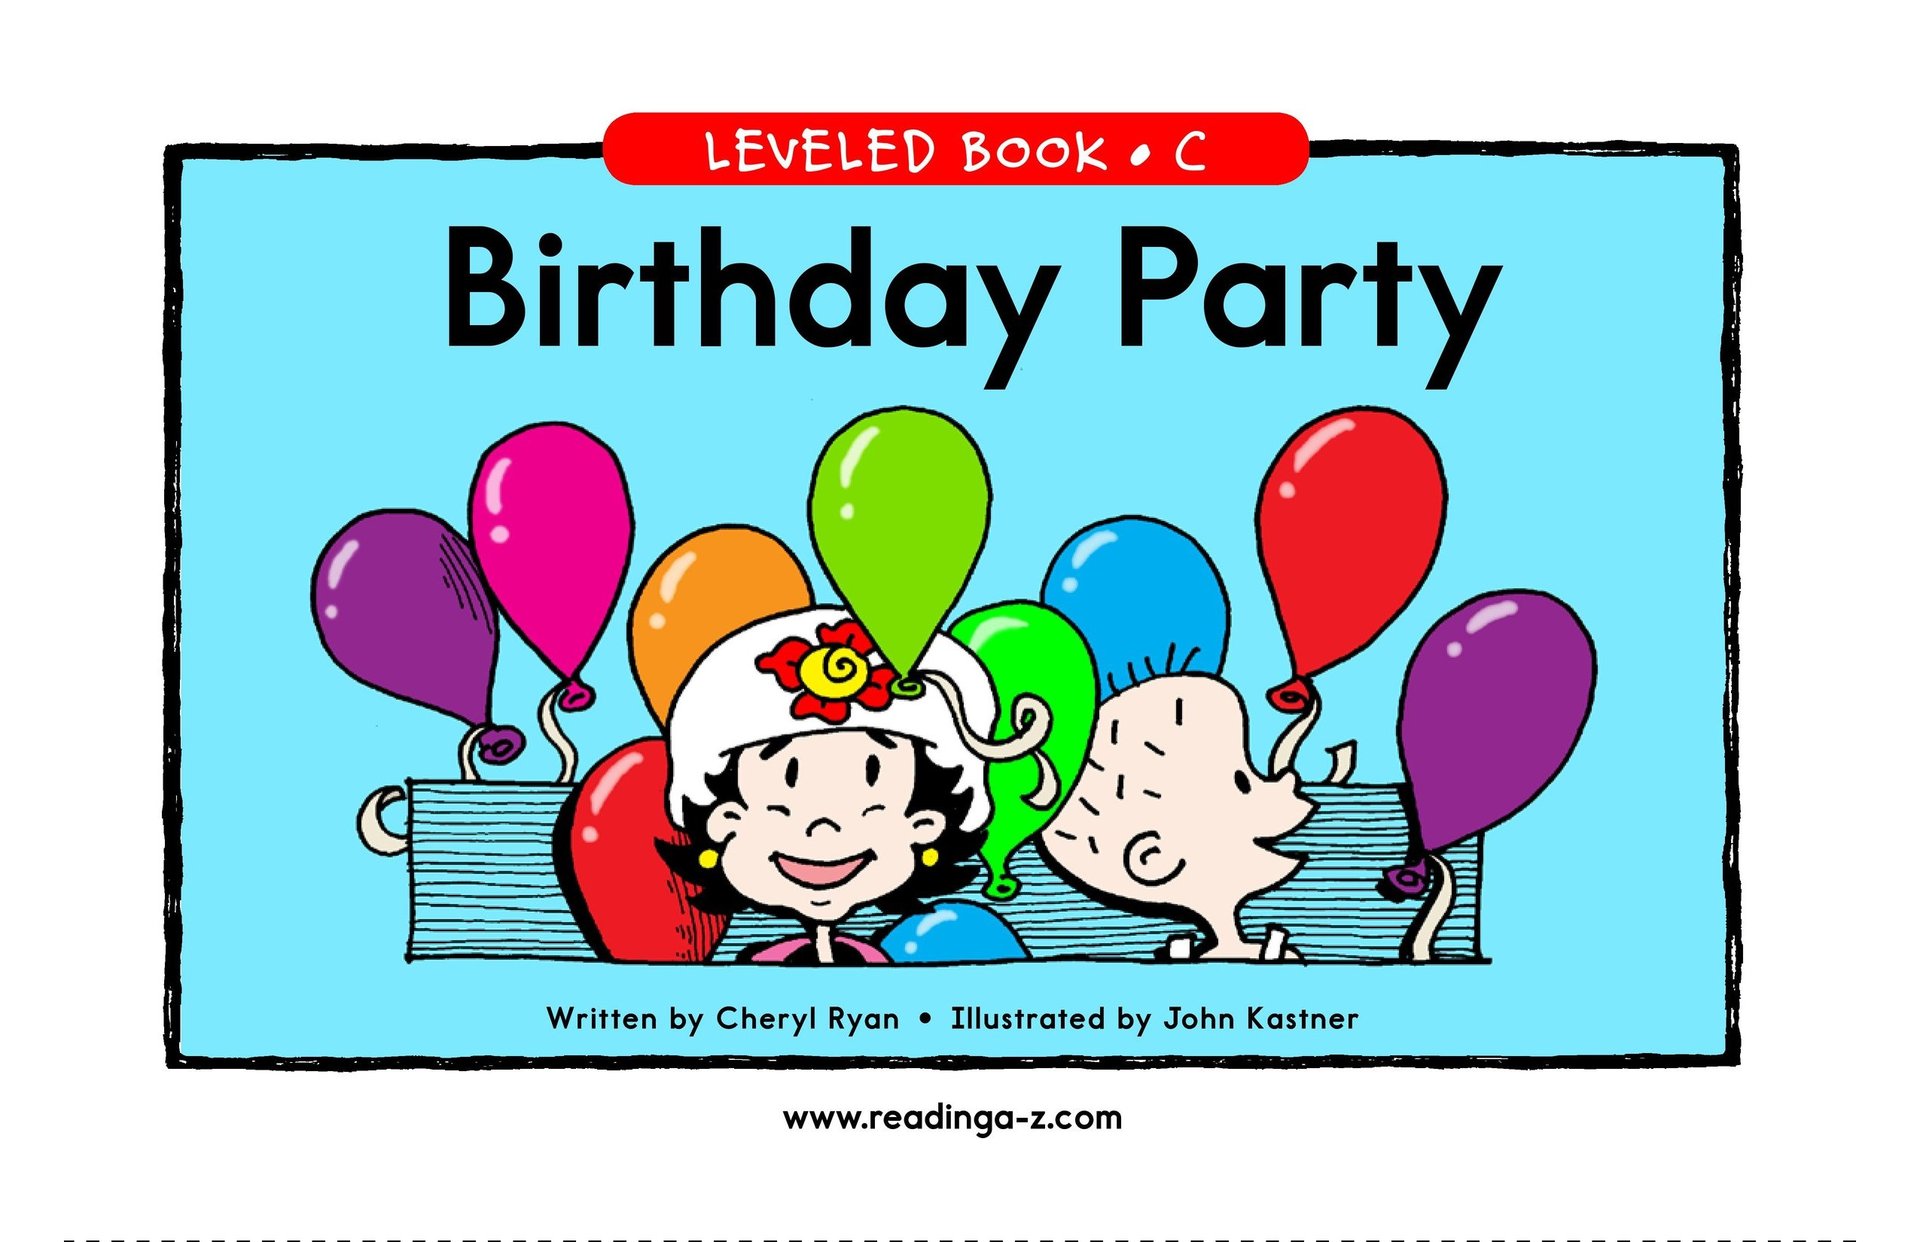 LEVELED BOOK • C
Birthday Party
Written by Cheryl Ryan • Illustrated by John Kastner
www.readinga-z.com